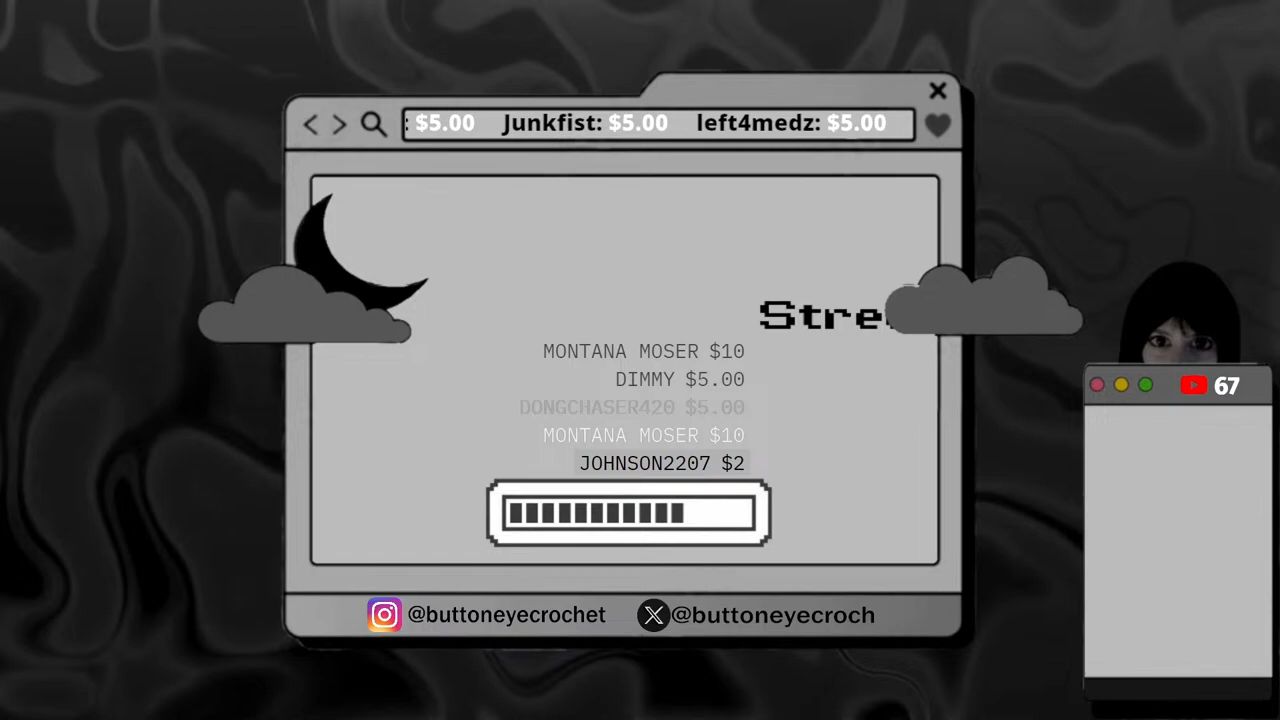 : $5.00 Junkfist: $5.00 left4medz: $5.00
Stre
MONTANA MOSER $10
DIMMY $5.00
DONGCHASER420 $5.00
MONTANA MOSER $10
JOHNSON2207 $2
67
@buttoneyecrochet @buttoneyecroch